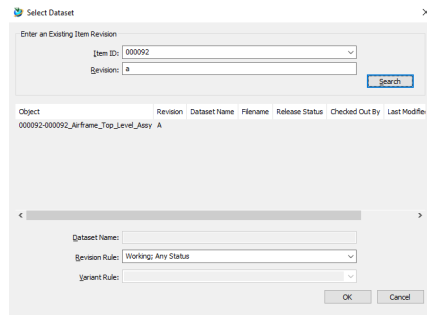 Select Dataset
Enter an Existing Item Revision
Item ID: 000092
Revision: a
Search
Object Revision Dataset Name Filename Release Status Checked Out By Last Modified
000092-000092_Airframe_Top_Level_Assy A
Dataset Name:
Revision Rule: Working; Any Status
Variant Rule:
OK Cancel